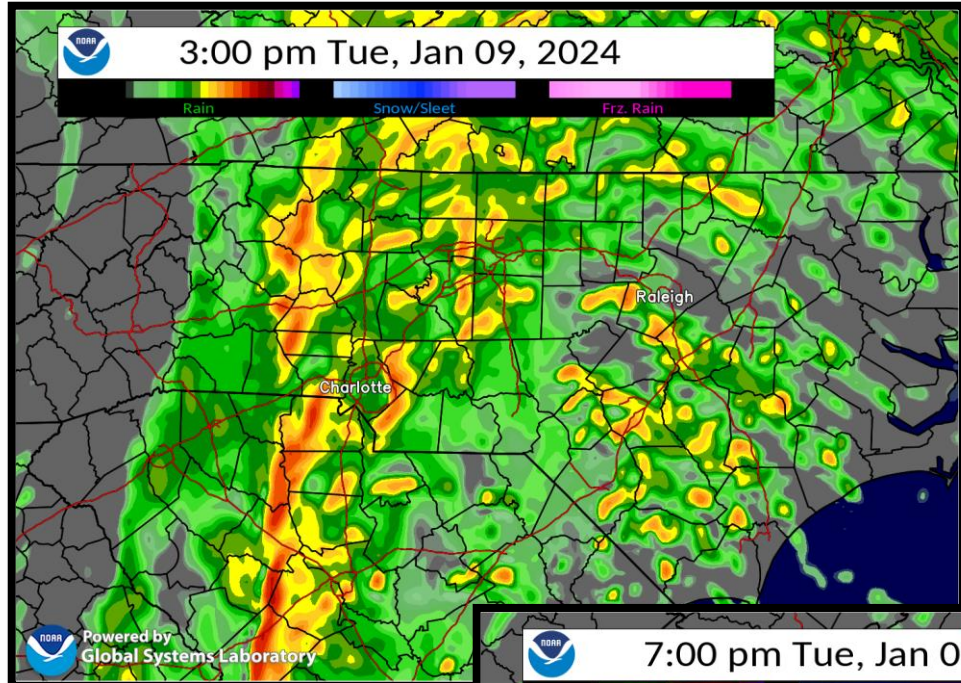 NOAA
3:00 pm Tue, Jan 09, 2024
Rain
Snow/Sleet
Frz. Rain
Raleigh
Charlotte
NOAA
Powered by
Global Systems Laboratory
NOAA
7:00 pm Tue, Jan 0